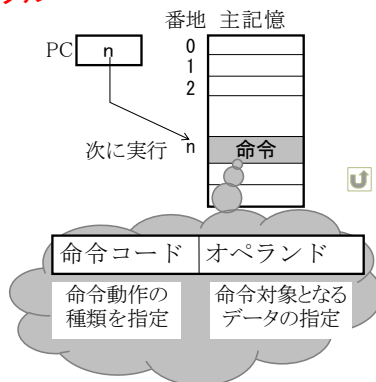 番地 主記憶
PC n
0
1
2
次に実行 n 命令
命令コード オペランド
命令動作の 命令対象となる
種類を指定 データの指定